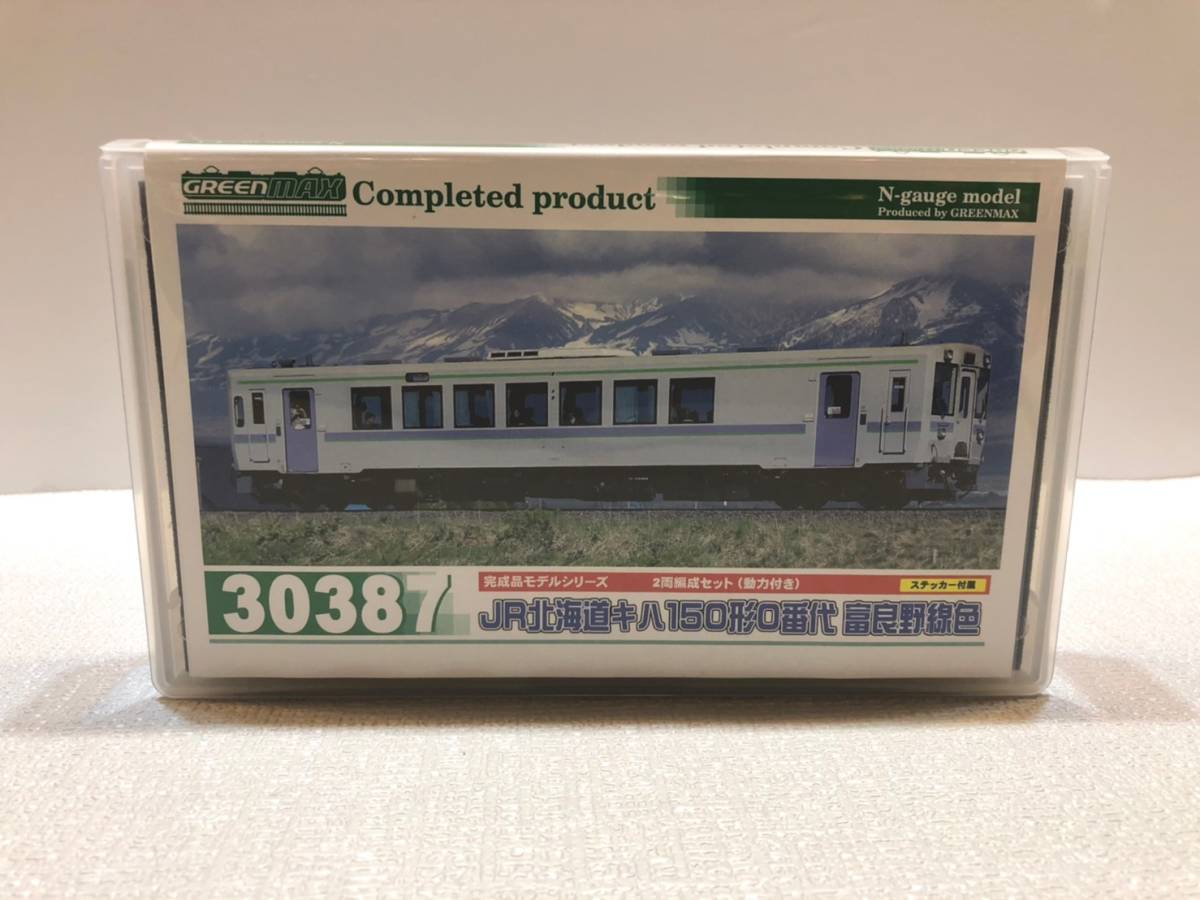 GREENMAX Completed product
N-gauge model
Produced by GREENMAX
30387
完成品モデルシリーズ 2両編成セット(動力付き) ステッカー付属
JR北海道キハ150形0番代 富良野線色